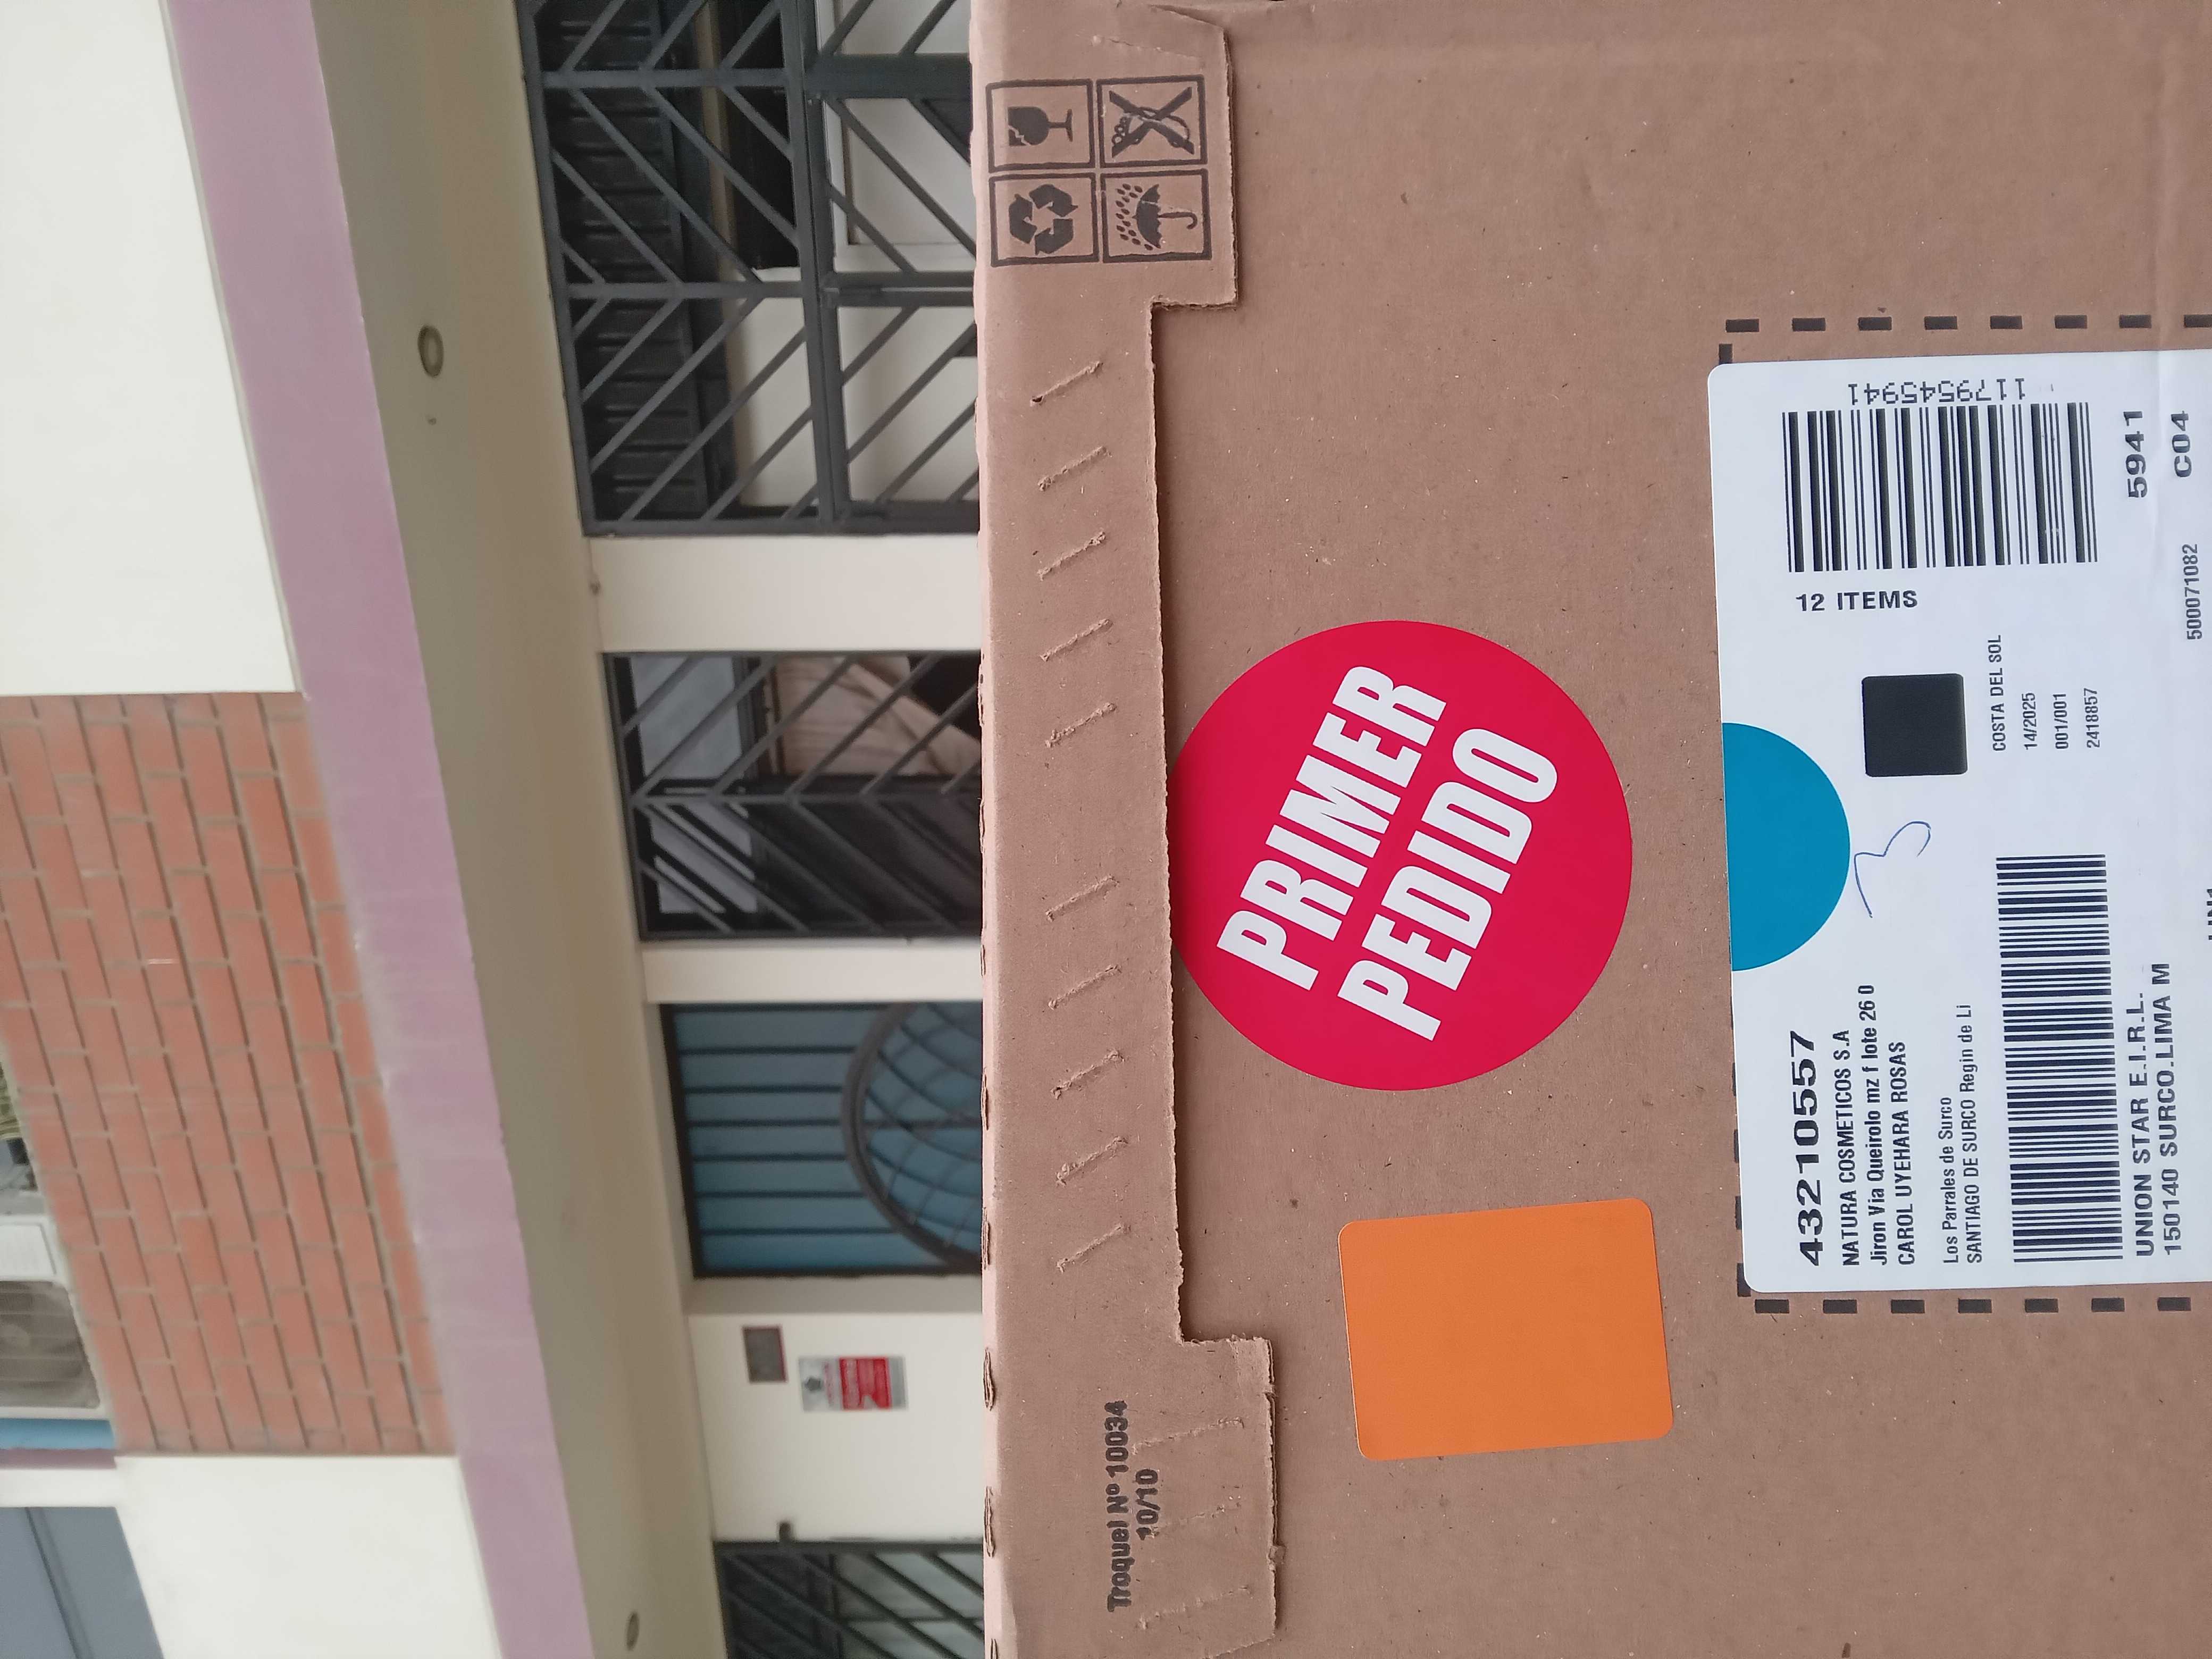 Troquel Nº 10034
10/10
PRIMER
PEDIDO
43210557
NATURA COSMETICOS S.A
Jiron Via Queirolo mz f lote 26 0
CAROL UYEHARA ROSAS
Los Parrales de Surco
SANTIAGO DE SURCO Regin de Li
UNION STAR E.I.R.L.
150140 SURCO.LIMA M
3
12 ITEMS
1179545941
COSTA DEL SOL
14/2025
001/001
2418857
5941
500071082
C04